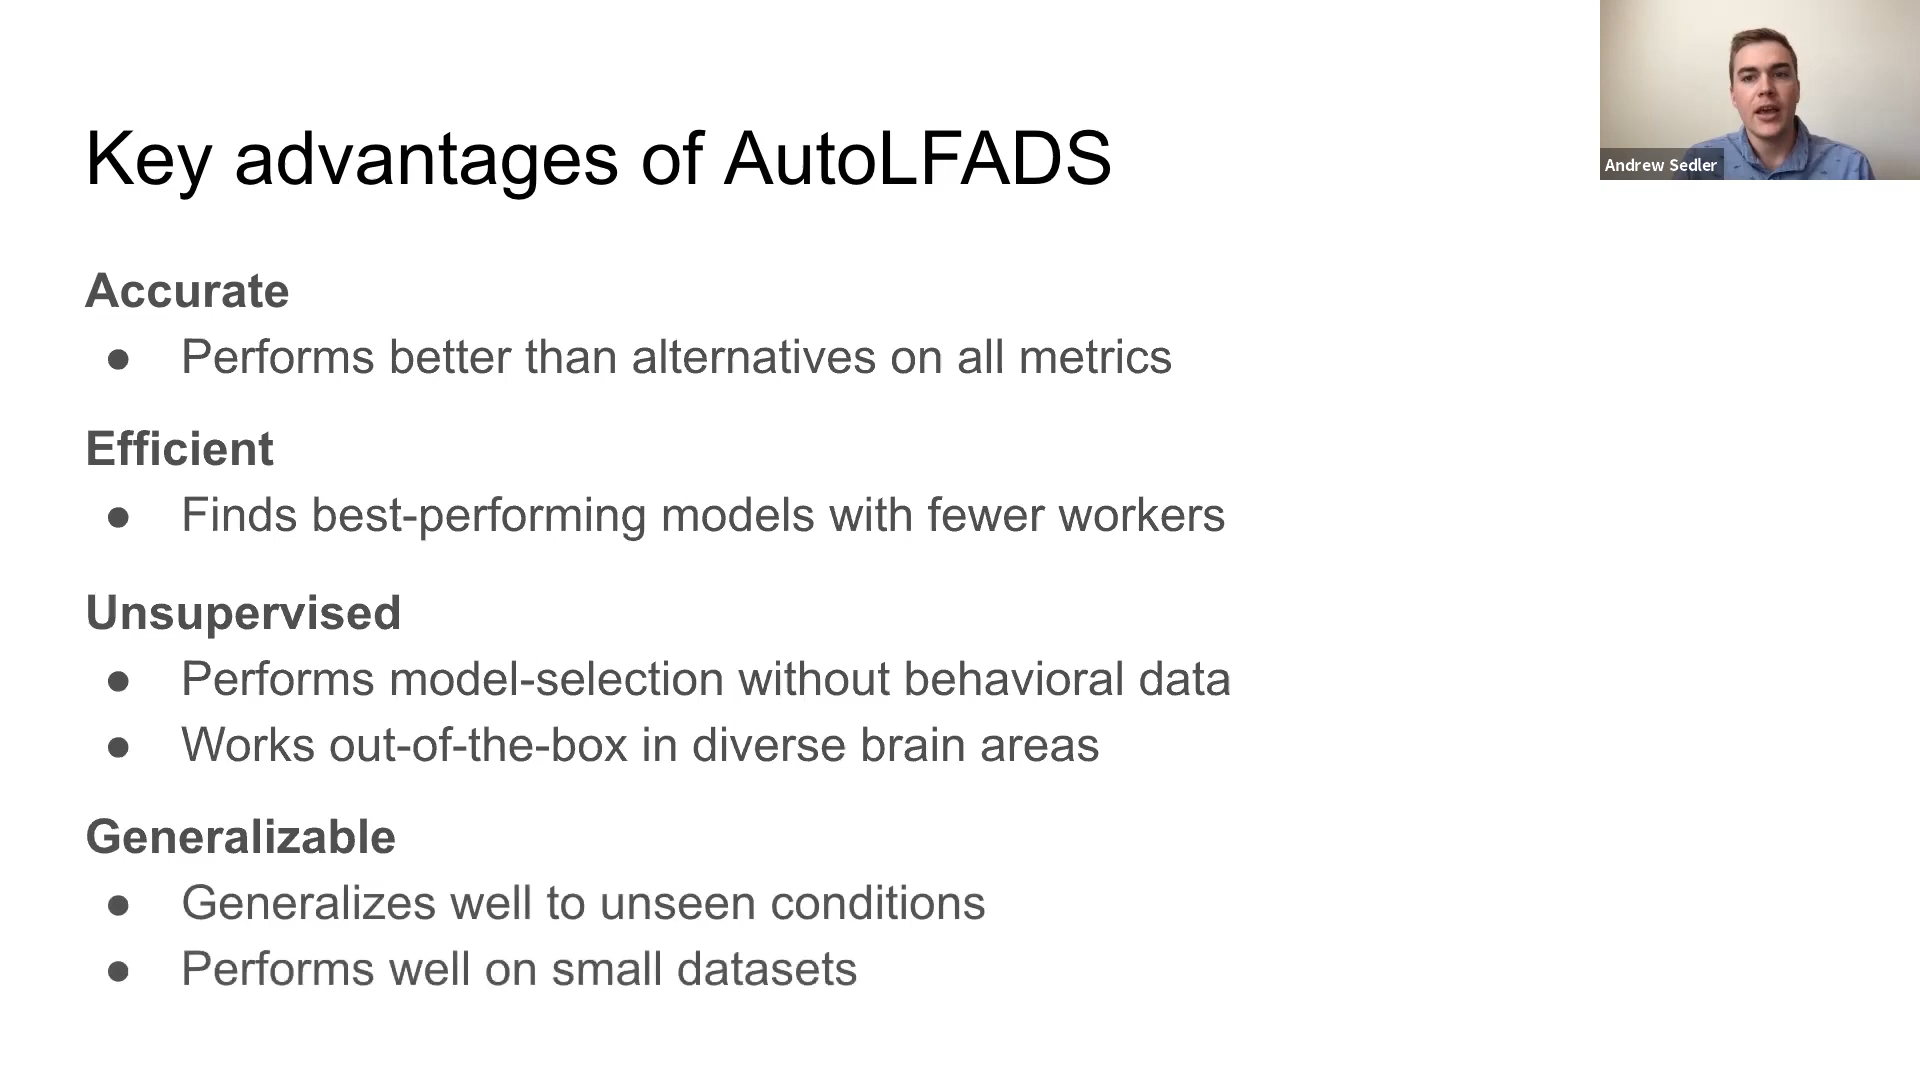 Key advantages of AutoLFADS
Andrew Sedler
Accurate
● Performs better than alternatives on all metrics
Efficient
● Finds best-performing models with fewer workers
Unsupervised
● Performs model-selection without behavioral data
● Works out-of-the-box in diverse brain areas
Generalizable
● Generalizes well to unseen conditions
● Performs well on small datasets